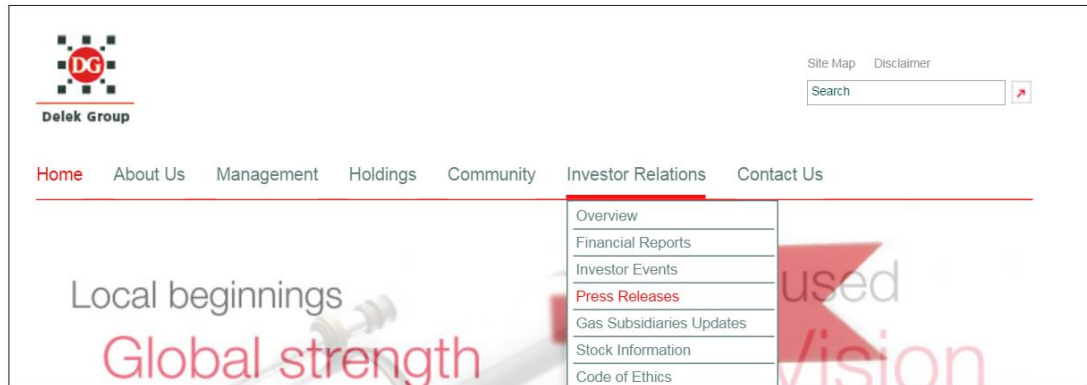 DG
Delek Group
Site Map Disclaimer
Search
Home About Us Management Holdings Community Investor Relations Contact Us
Overview
Financial Reports
Investor Events
Press Releases
Gas Subsidiaries Updates
Stock Information
Code of Ethics
Local beginnings
Global strength